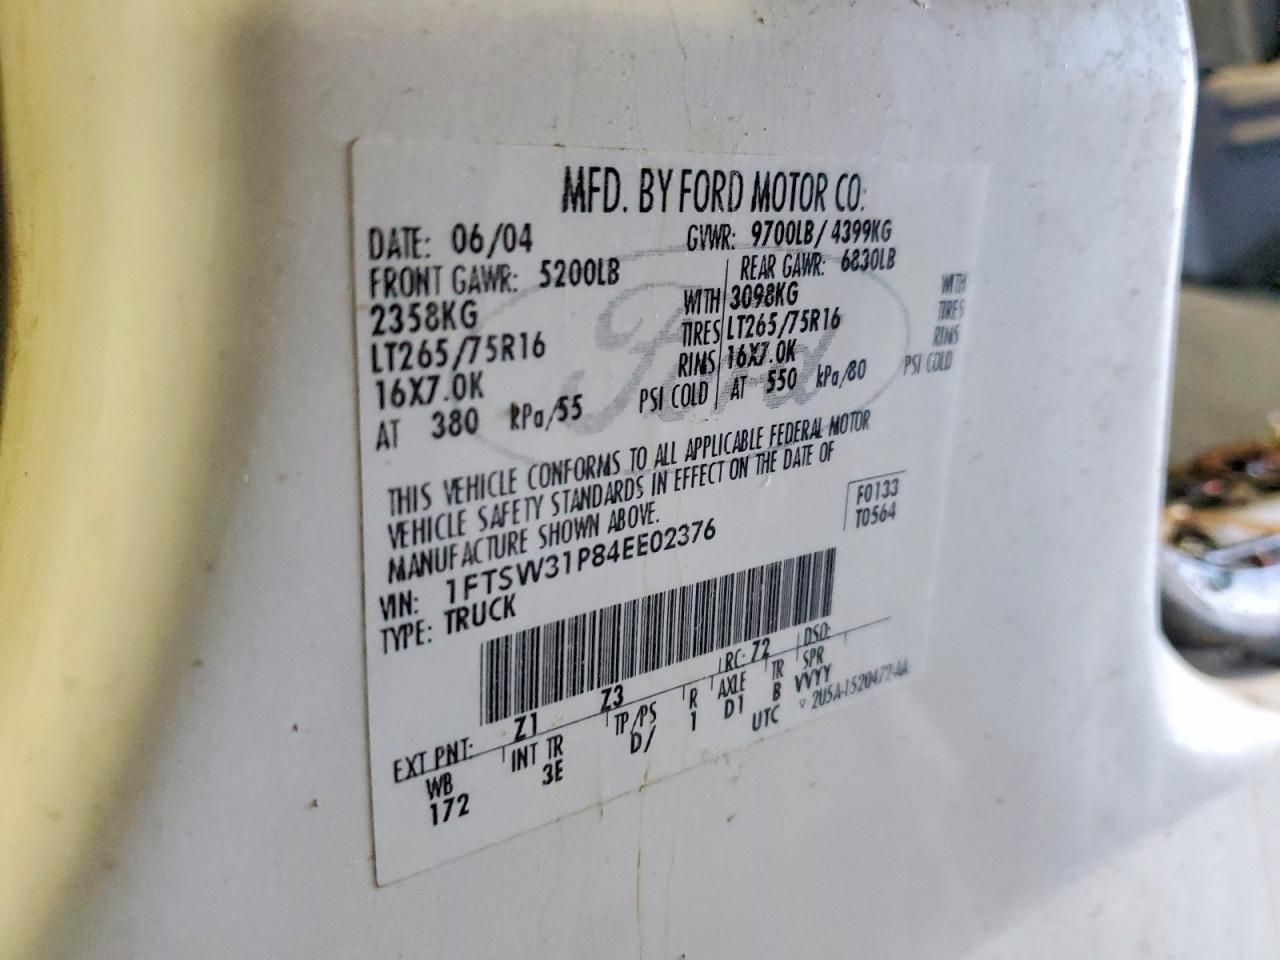 MFD. BY FORD MOTOR CO.
DATE: 06/04 GVWR: 9700LB/ 4399KG
FRONT GAWR: 5200LB REAR GAWR: 6830LB
2358KG WITH 3098KG WITH
LT265/75R16 TIRES LT265/75R16 TIRES
16X7.0K RIMS 16X7.0K RIMS
AT 380 kPa/55 PSI COLD AT 550 kPa/80 PSI COLD
Ford
THIS VEHICLE CONFORMS TO ALL APPLICABLE FEDERAL MOTOR
VEHICLE SAFETY STANDARDS IN EFFECT ON THE DATE OF
MANUFACTURE SHOWN ABOVE.
F0133
T0564
VIN: 1FTSW31P84EE02376
TYPE: TRUCK
EXT PNT: Z1 Z3 RC: 72 DSO:
WB INT TR TP/PS R AXLE TR SPR
172 3E D/ 1 D1 B VVYY
UTC ▽ 2U5A-1520472-AA